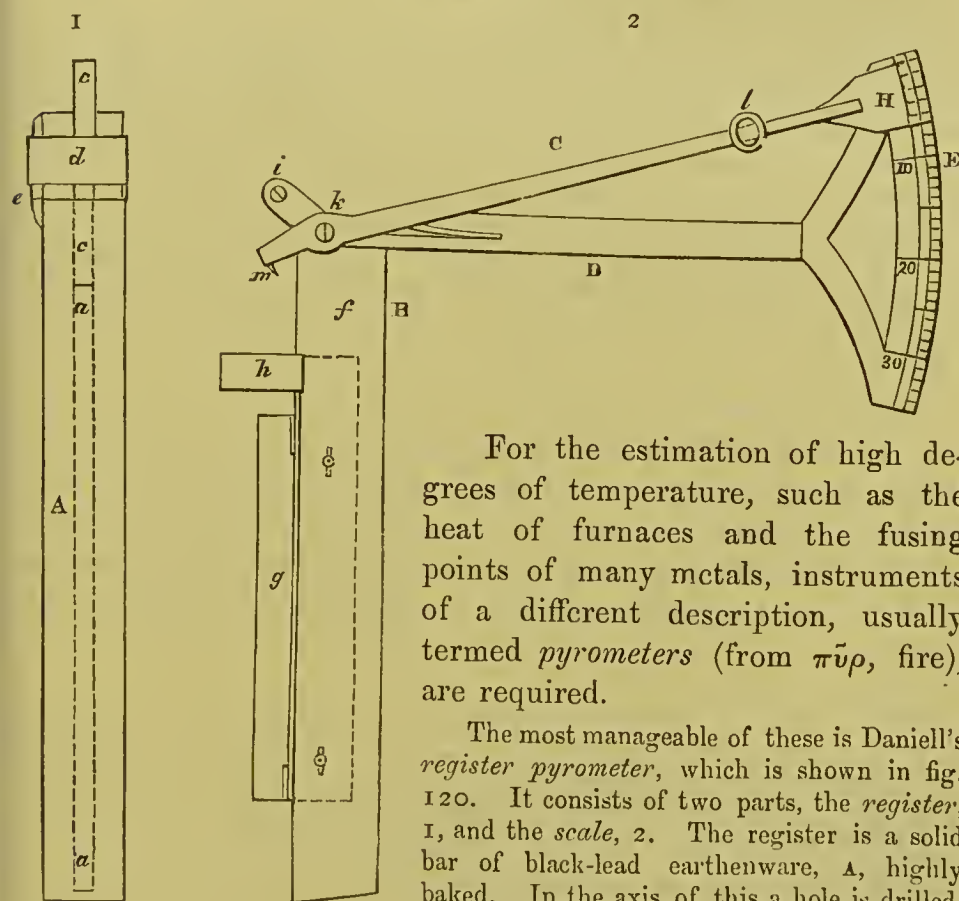 1
2
c
d
e
c
a
A
a
i
k
l
C
H
E
10
20
30
m
D
f
B
h
g
For the estimation of high de-
grees of temperature, such as the
heat of furnaces and the fusing
points of many metals, instruments
of a different description, usually
termed pyrometers (from πῦρ, fire),
are required.
The most manageable of these is Daniell's
register pyrometer, which is shown in fig.
120. It consists of two parts, the register,
1, and the scale, 2. The register is a solid
bar of black-lead earthenware, A, highly
baked. In the axis of this a hole is drilled,